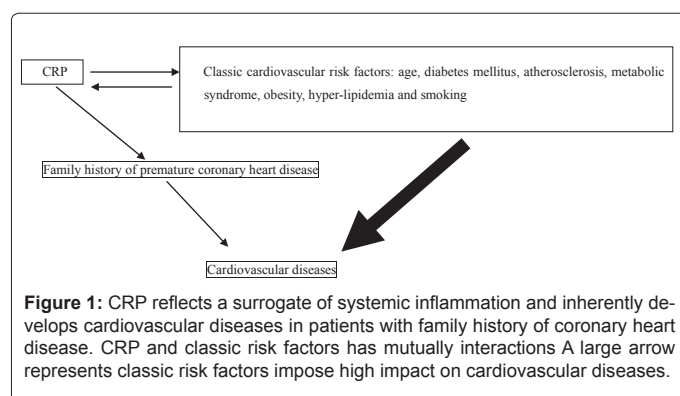 CRP
Classic cardiovascular risk factors: age, diabetes mellitus, atherosclerosis, metabolic
syndrome, obesity, hyper-lipidemia and smoking
Family history of premature coronary heart disease
Cardiovascular diseases
Figure 1: CRP reflects a surrogate of systemic inflammation and inherently de-
velops cardiovascular diseases in patients with family history of coronary heart
disease. CRP and classic risk factors has mutually interactions A large arrow
represents classic risk factors impose high impact on cardiovascular diseases.